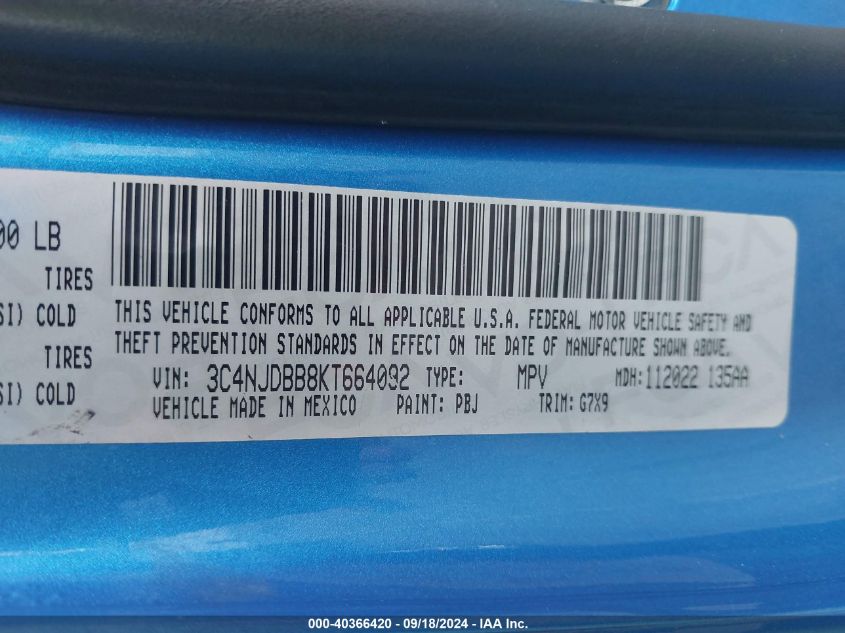 00 LB
TIRES
SI) COLD
TIRES
SI) COLD
THIS VEHICLE CONFORMS TO ALL APPLICABLE U.S.A. FEDERAL MOTOR VEHICLE SAFETY AND
THEFT PREVENTION STANDARDS IN EFFECT ON THE DATE OF MANUFACTURE SHOWN ABOVE.
VIN: 3C4NJDBB8KT664092 TYPE: MPV MDH: 112022 135AA
VEHICLE MADE IN MEXICO PAINT: PBJ TRIM: G7X9
000-40366420 - 09/18/2024 - IAA Inc.